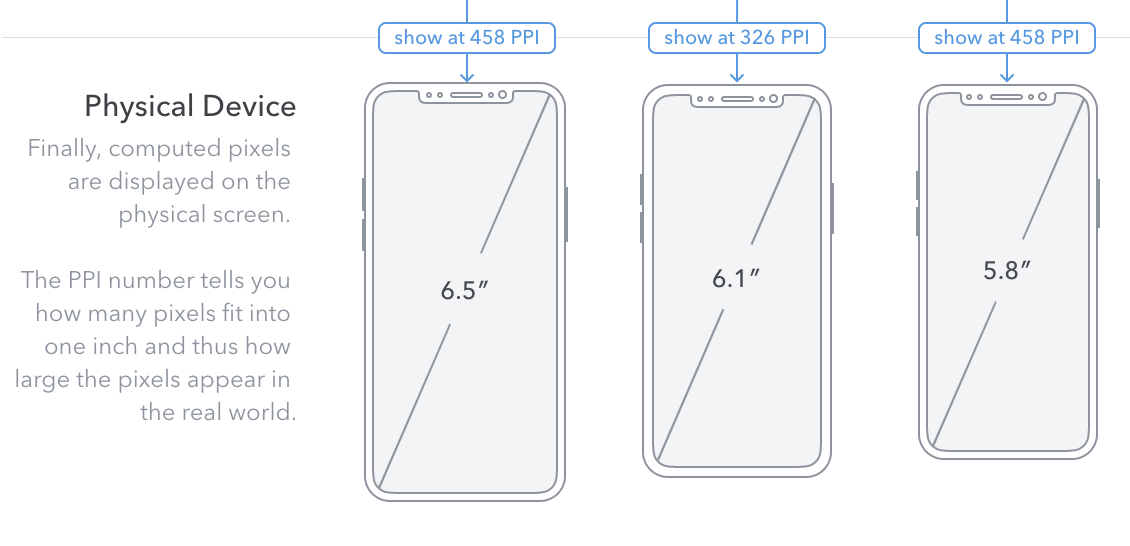 show at 458 PPI
show at 326 PPI
show at 458 PPI
Physical Device
Finally, computed pixels
are displayed on the
physical screen.
The PPI number tells you
how many pixels fit into
one inch and thus how
large the pixels appear in
the real world.
6.5″
6.1″
5.8″